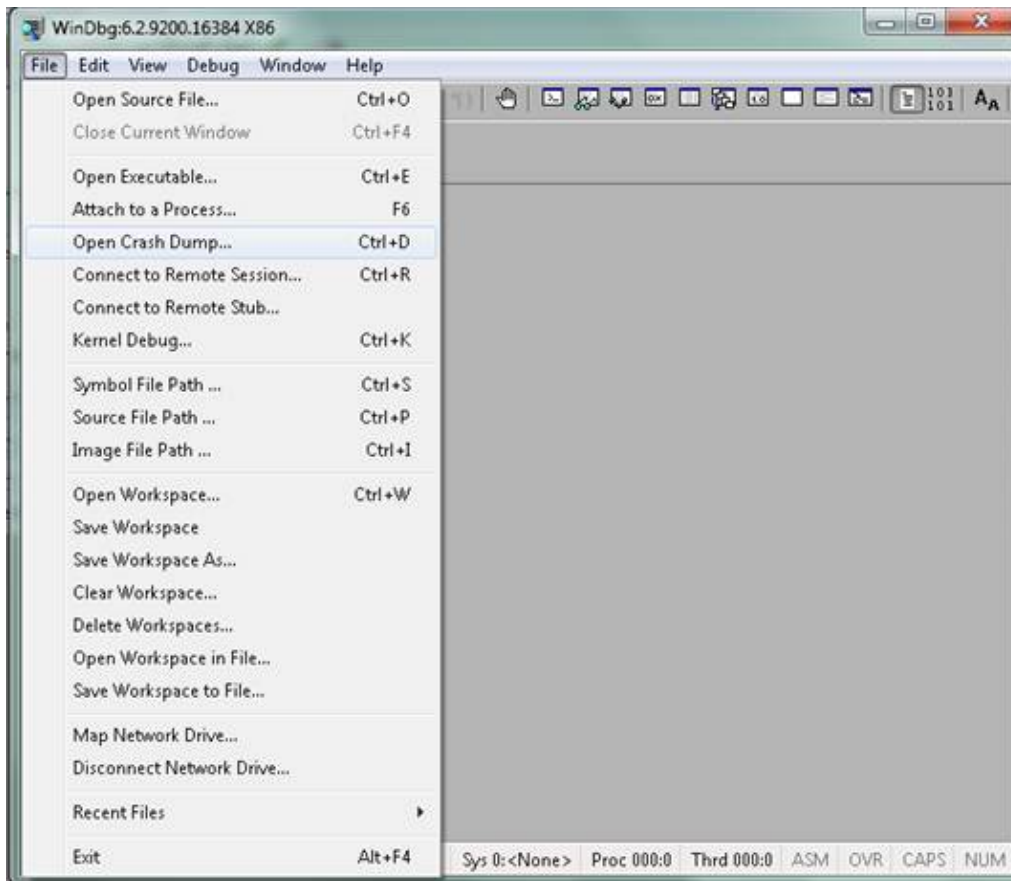 WinDbg:6.2.9200.16384 X86
File Edit View Debug Window Help
Open Source File... Ctrl+O
Close Current Window Ctrl+F4
Open Executable... Ctrl+E
Attach to a Process... F6
Open Crash Dump... Ctrl+D
Connect to Remote Session... Ctrl+R
Connect to Remote Stub...
Kernel Debug... Ctrl+K
Symbol File Path ... Ctrl+S
Source File Path ... Ctrl+P
Image File Path ... Ctrl+I
Open Workspace... Ctrl+W
Save Workspace
Save Workspace As...
Clear Workspace...
Delete Workspaces...
Open Workspace in File...
Save Workspace to File...
Map Network Drive...
Disconnect Network Drive...
Recent Files
Exit Alt+F4
Sys 0:<None> Proc 000:0 Thrd 000:0 ASM OVR CAPS NUM